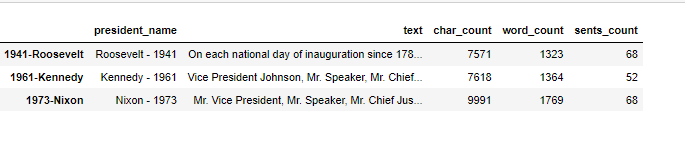 president_name text char_count word_count sents_count
1941-Roosevelt Roosevelt - 1941 On each national day of inauguration since 178... 7571 1323 68
1961-Kennedy Kennedy - 1961 Vice President Johnson, Mr. Speaker, Mr. Chief... 7618 1364 52
1973-Nixon Nixon - 1973 Mr. Vice President, Mr. Speaker, Mr. Chief Jus... 9991 1769 68